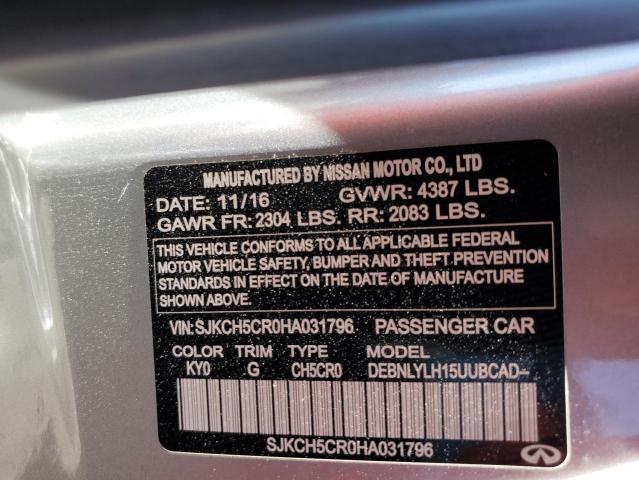 MANUFACTURED BY NISSAN MOTOR CO., LTD
DATE: 11/16 GVWR: 4387 LBS.
GAWR FR: 2304 LBS. RR: 2083 LBS.
THIS VEHICLE CONFORMS TO ALL APPLICABLE FEDERAL
MOTOR VEHICLE SAFETY, BUMPER AND THEFT PREVENTION
STANDARDS IN EFFECT ON THE DATE OF MANUFACTURE
SHOWN ABOVE.
VIN: SJKCH5CR0HA031796 PASSENGER CAR
COLOR TRIM TYPE MODEL
KY0 G CH5CR0 DEBNLYLH15UUBCAD–
SJKCH5CR0HA031796